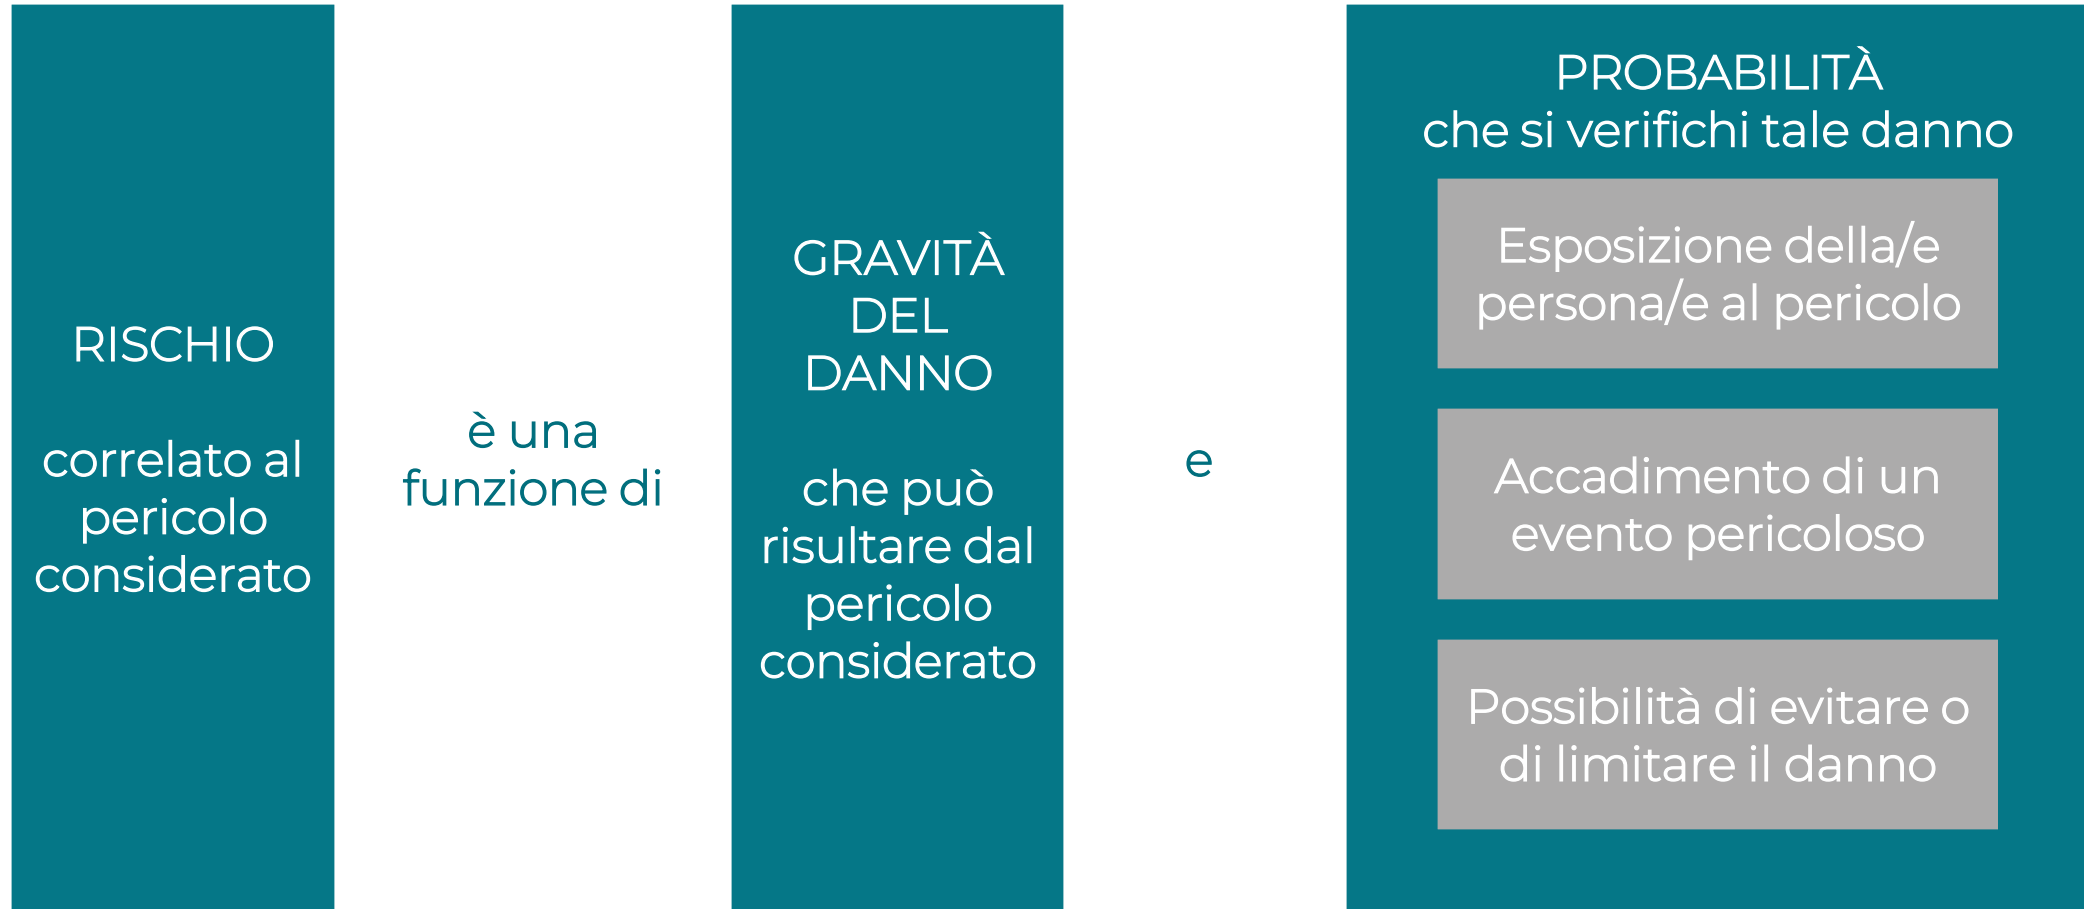 RISCHIO
correlato al
pericolo
considerato
è una
funzione di
GRAVITÀ
DEL
DANNO
che può
risultare dal
pericolo
considerato
e
PROBABILITÀ
che si verifichi tale danno
Esposizione della/e
persona/e al pericolo
Accadimento di un
evento pericoloso
Possibilità di evitare o
di limitare il danno